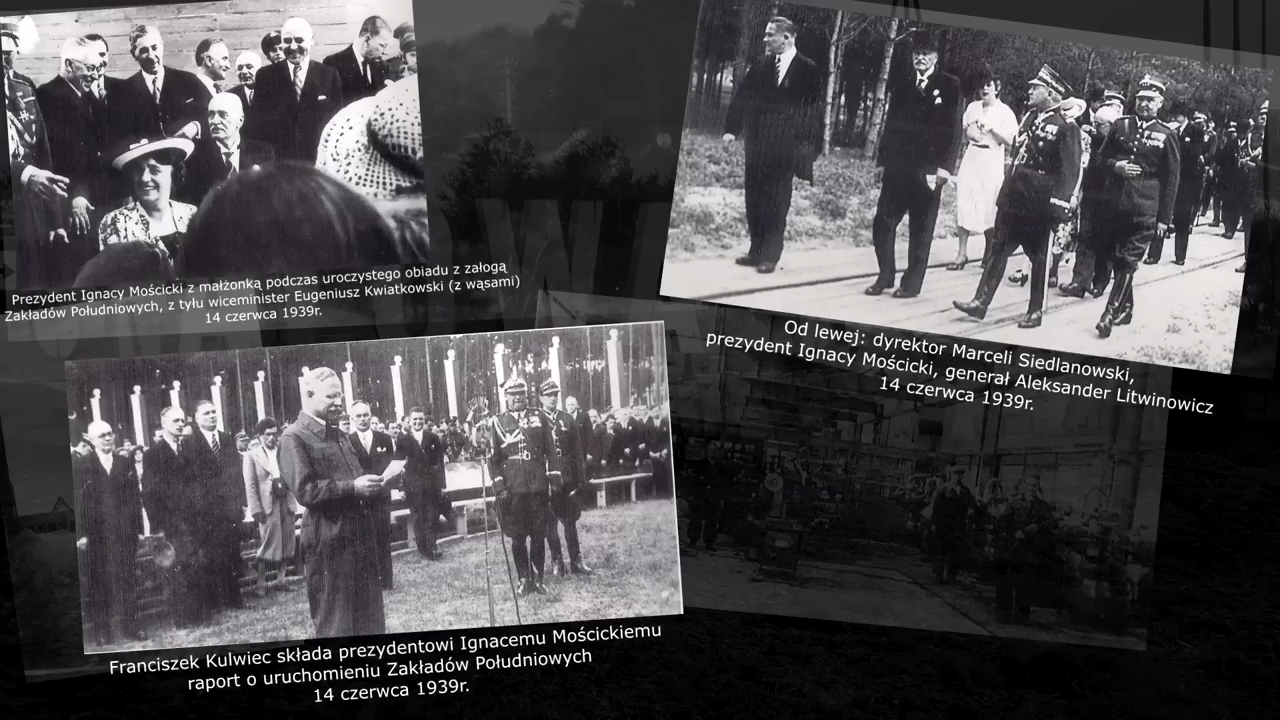 Prezydent Ignacy Mościcki z małżonką podczas uroczystego obiadu z załogą
Zakładów Południowych, z tyłu wiceminister Eugeniusz Kwiatkowski (z wąsami)
14 czerwca 1939r.
Od lewej: dyrektor Marceli Siedlanowski,
prezydent Ignacy Mościcki, generał Aleksander Litwinowicz
14 czerwca 1939r.
Franciszek Kulwiec składa prezydentowi Ignacemu Mościckiemu
raport o uruchomieniu Zakładów Południowych
14 czerwca 1939r.